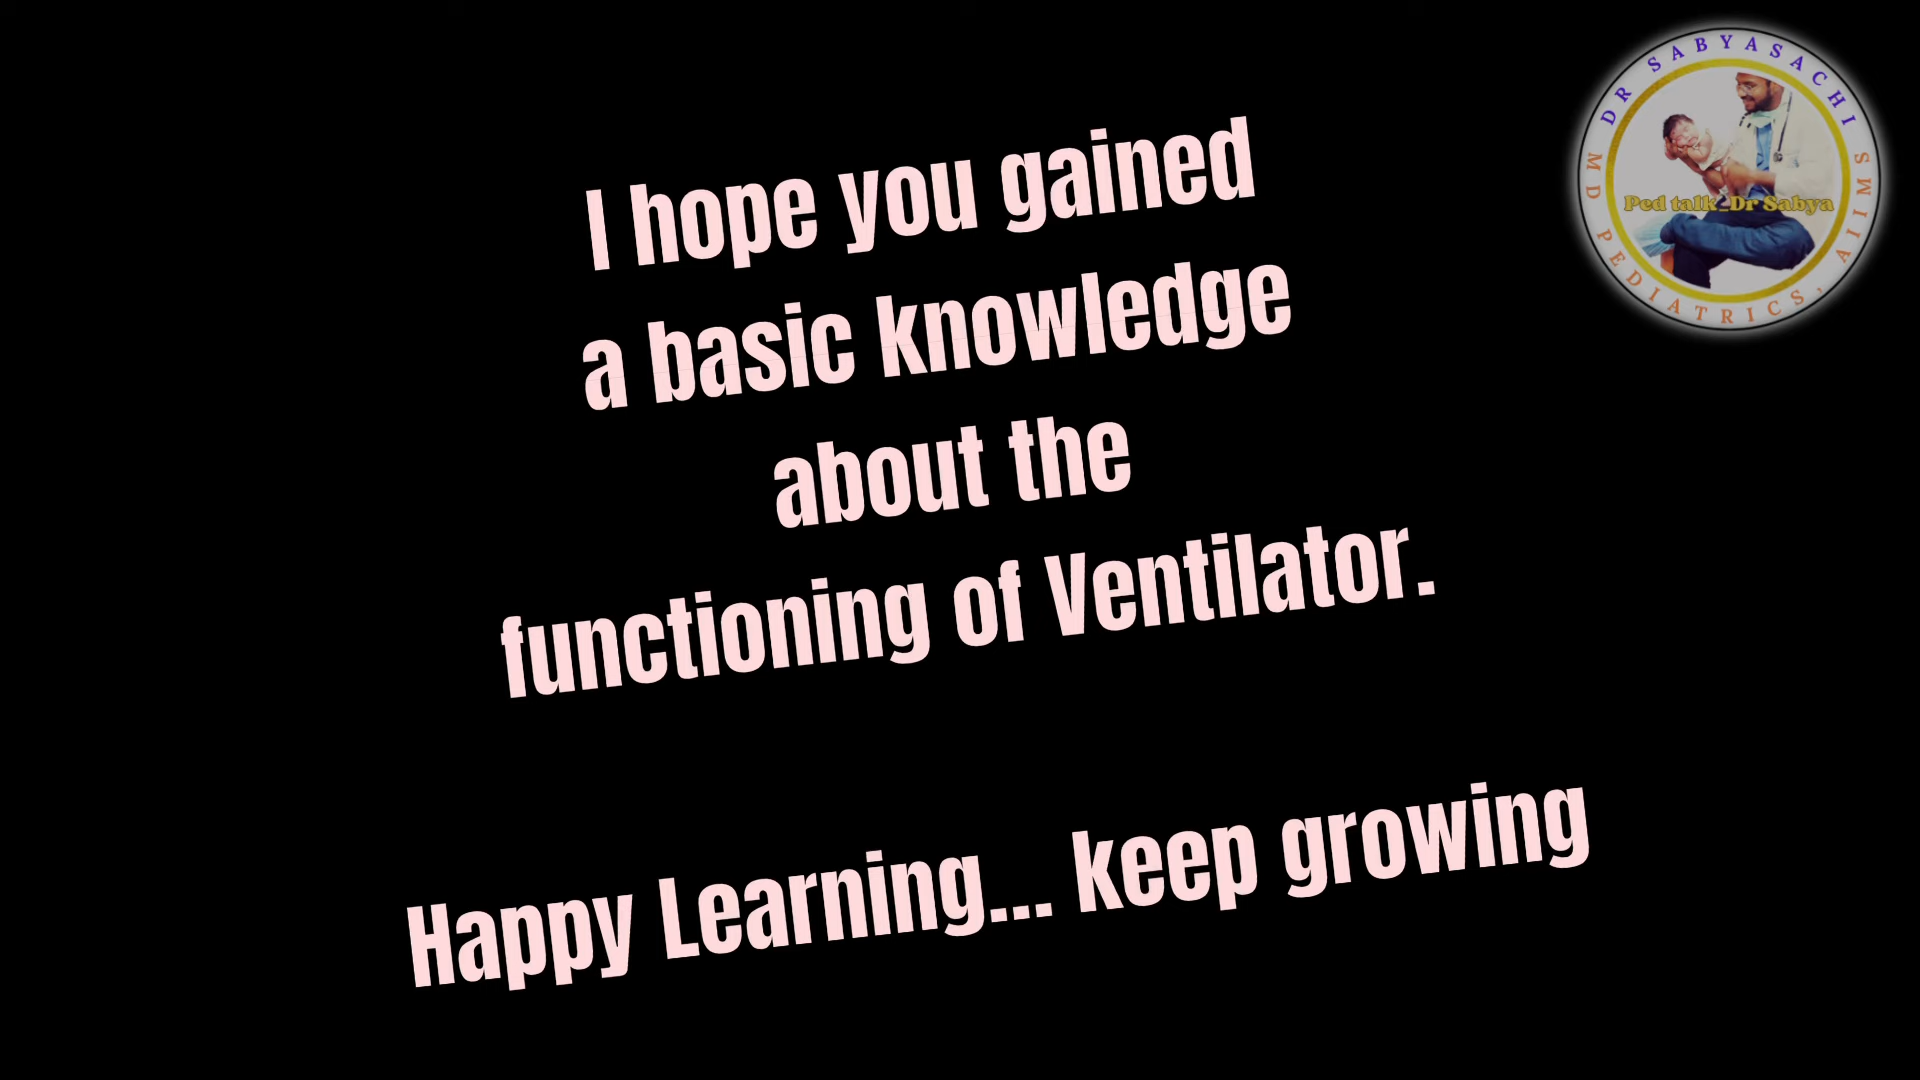 I hope you gained
a basic knowledge
about the
functioning of Ventilator.
Happy Learning... keep growing
DR SABYASACHI
MD PEDIATRICS, AIIMS
Ped talk_Dr Sabya